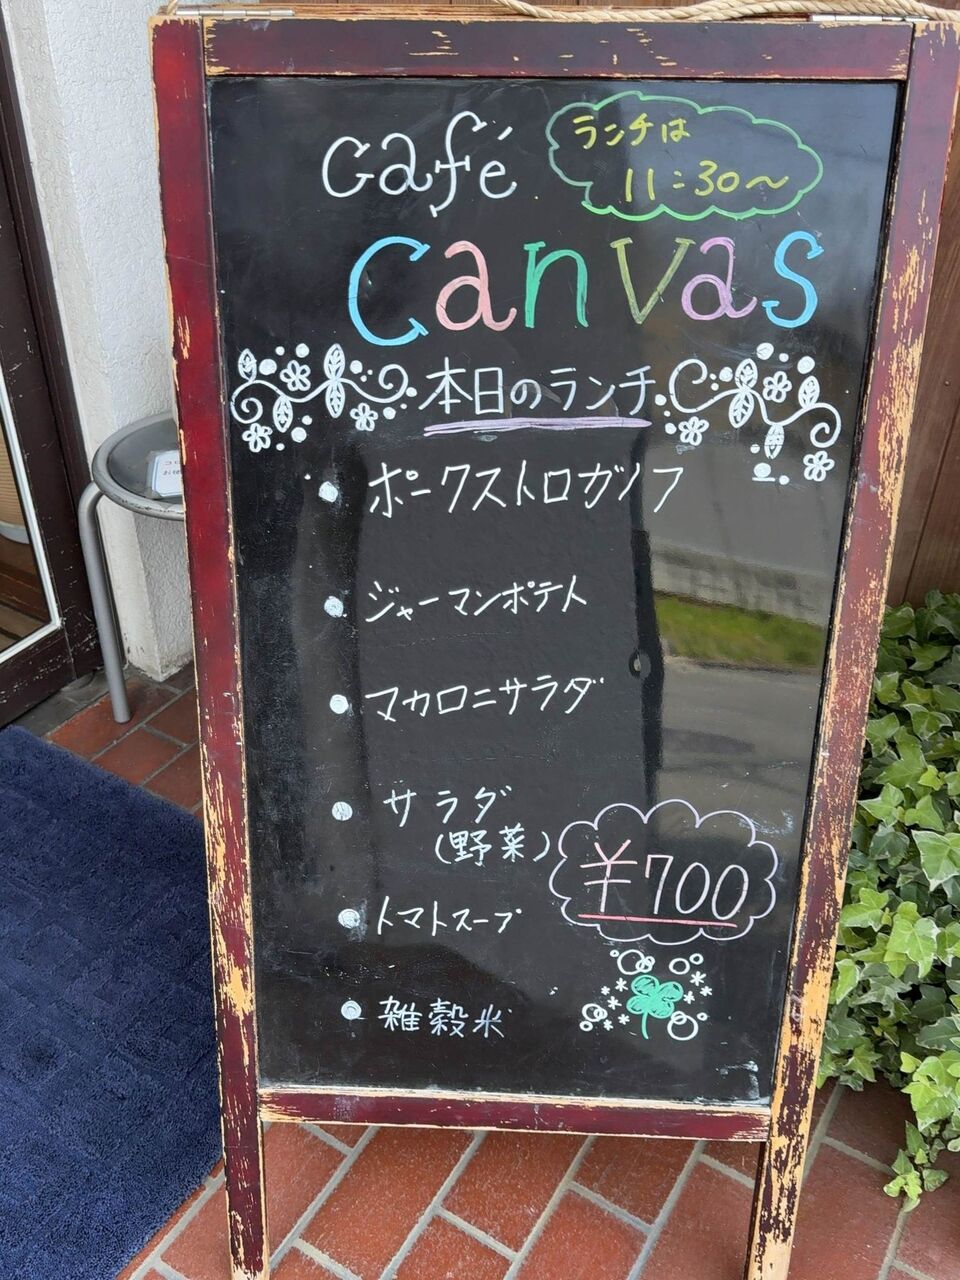 café
ランチは
11:30～
canvas
本日のランチ
• ポークストロガノフ
• ジャーマンポテト
• マカロニサラダ
• サラダ
(野菜)
¥700
• トマトスープ
• 雑穀米